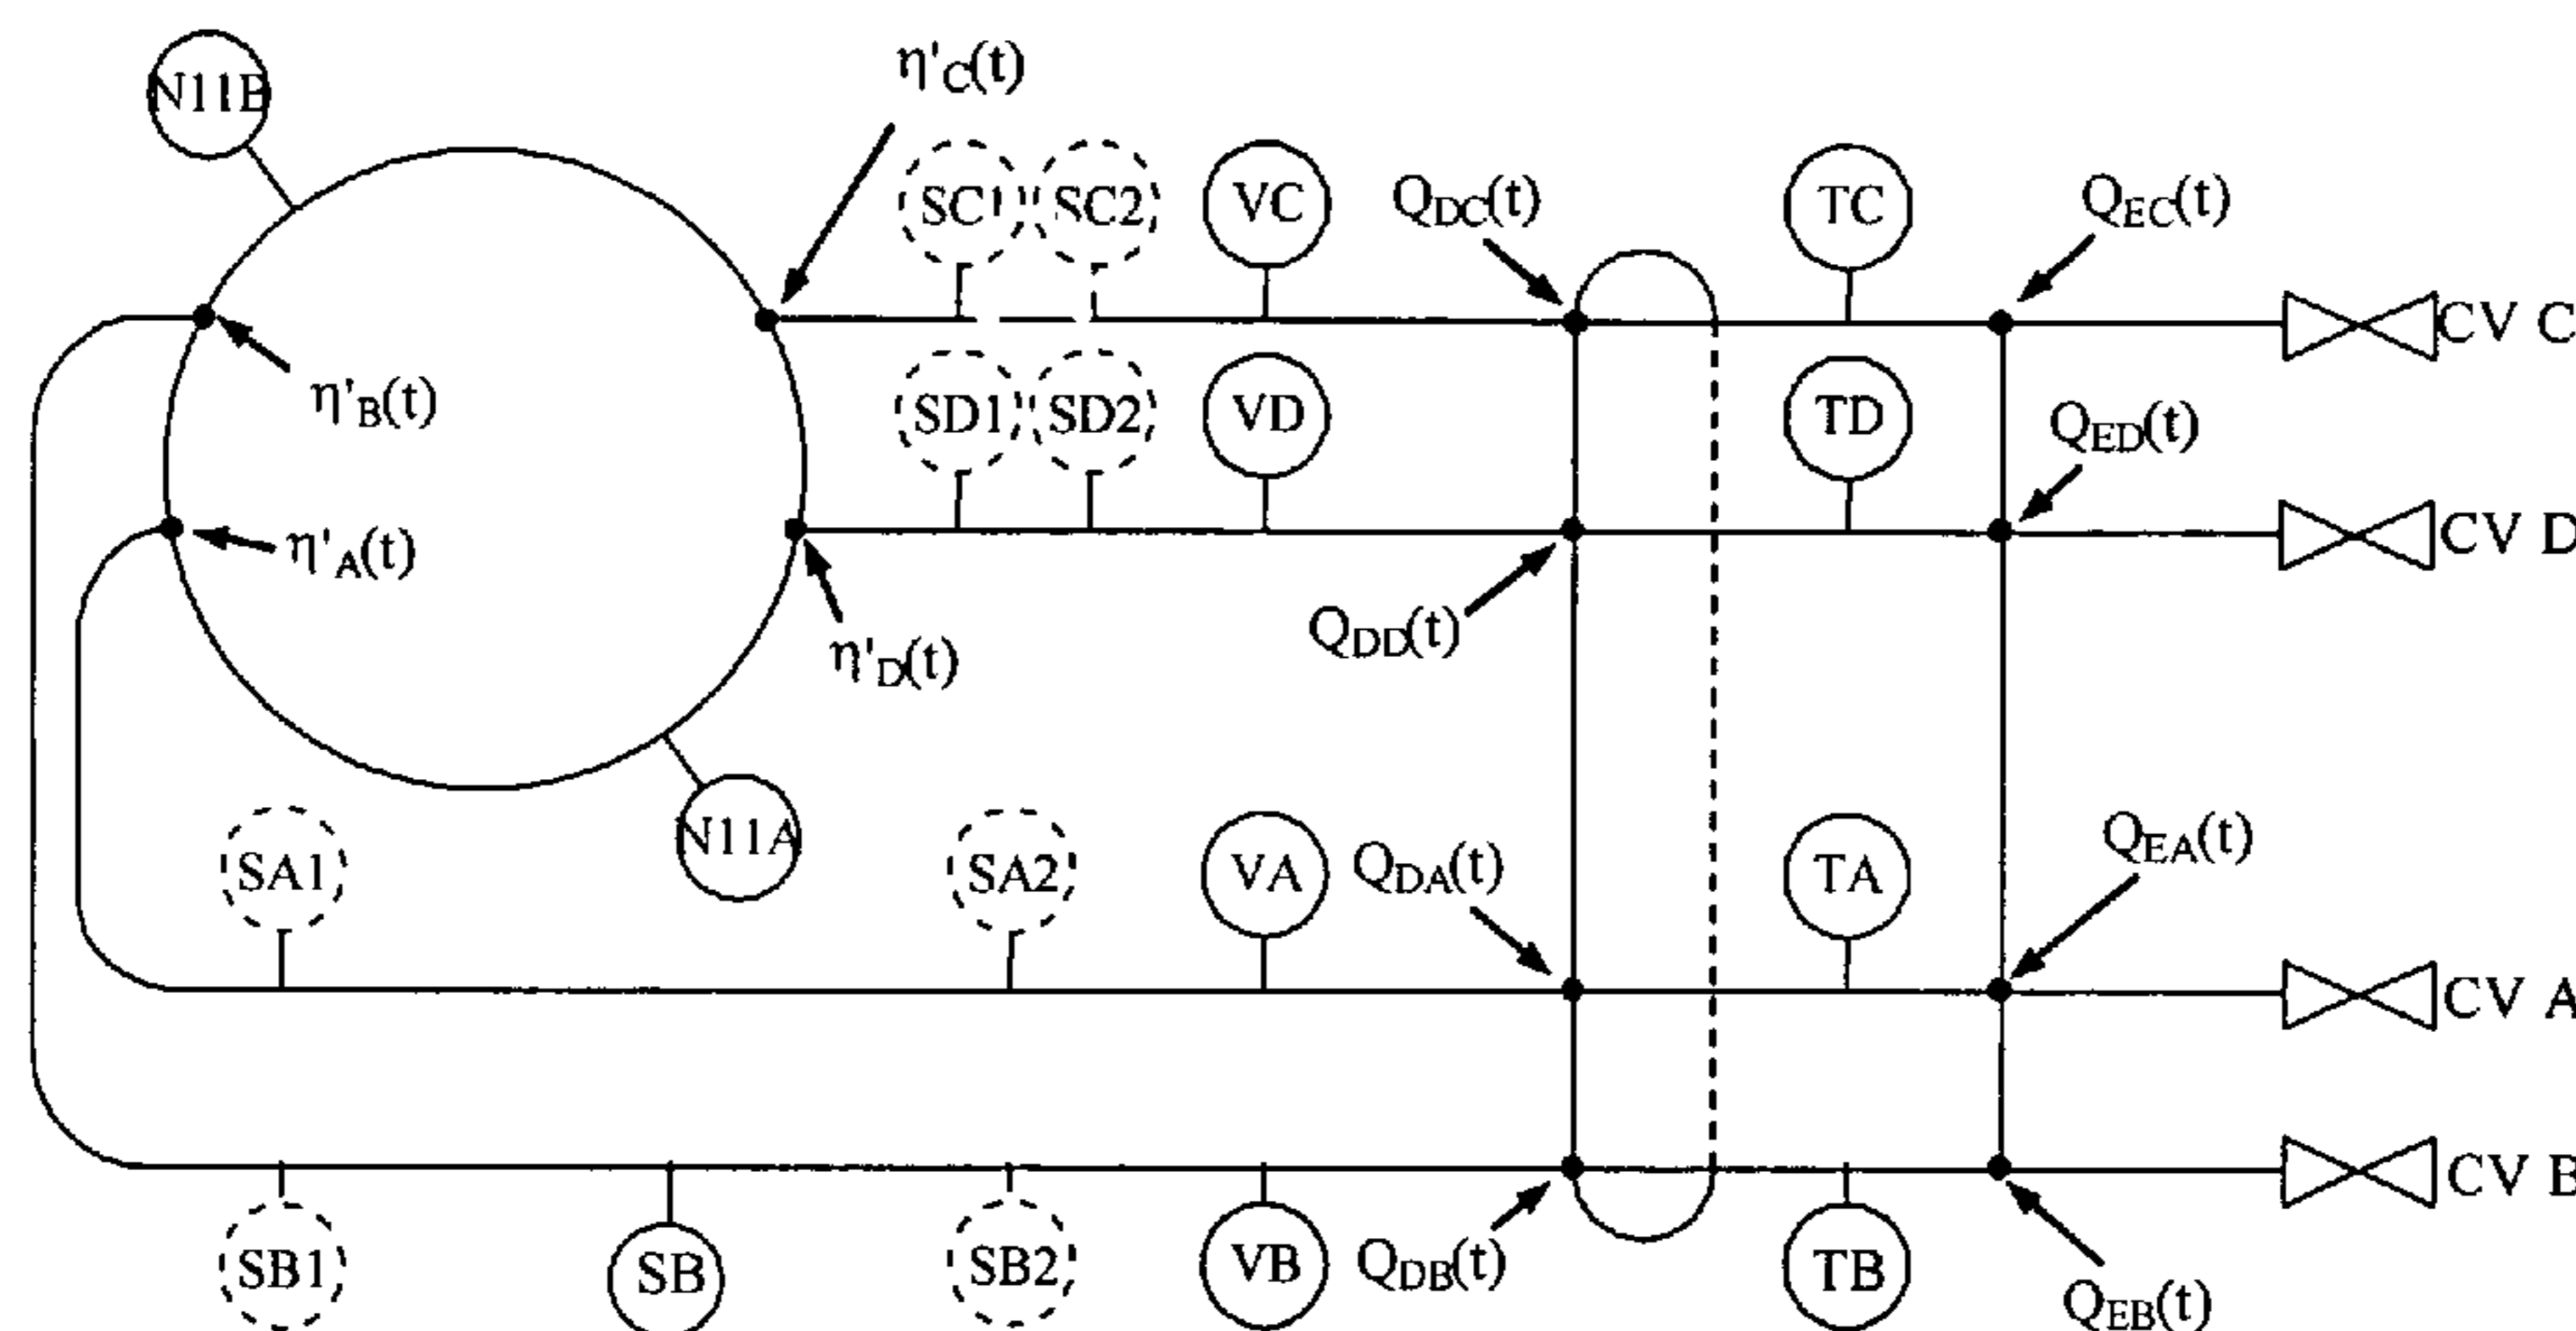 N11B
η'C(t)
SC1 SC2 VC QDC(t) TC QEC(t)
CV C
η'B(t)
SD1 SD2 VD TD QED(t)
η'A(t)
CV D
QDD(t)
η'D(t)
N11A
SA1 SA2 VA QDA(t) TA QEA(t)
CV A
CV B
SB1 SB SB2 VB QDB(t) TB QEB(t)